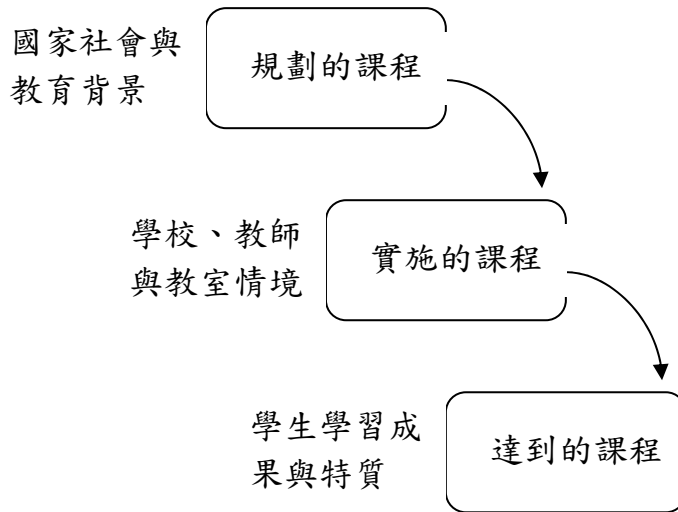 國家社會與
教育背景
規劃的課程
學校、教師
與教室情境
實施的課程
學生學習成
果與特質
達到的課程